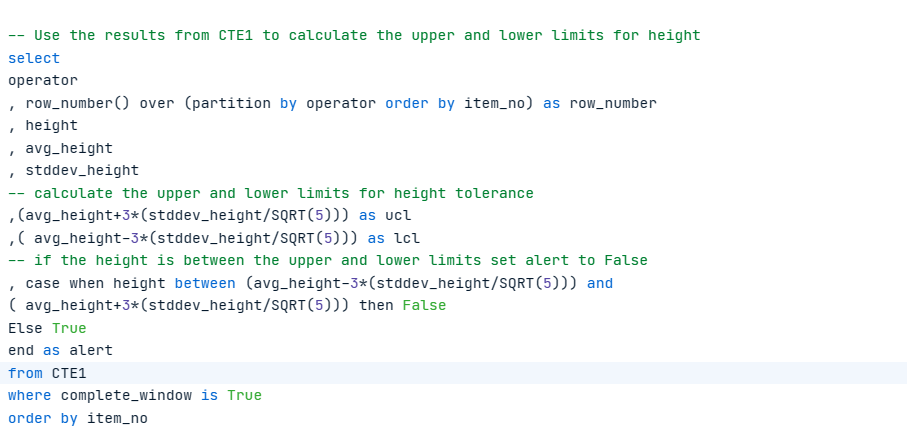 -- Use the results from CTE1 to calculate the upper and lower limits for height
select
operator
, row_number() over (partition by operator order by item_no) as row_number
, height
, avg_height
, stddev_height
-- calculate the upper and lower limits for height tolerance
,(avg_height+3*(stddev_height/SQRT(5))) as ucl
,( avg_height-3*(stddev_height/SQRT(5))) as lcl
-- if the height is between the upper and lower limits set alert to False
, case when height between (avg_height-3*(stddev_height/SQRT(5))) and
( avg_height+3*(stddev_height/SQRT(5))) then False
Else True
end as alert
from CTE1
where complete_window is True
order by item_no